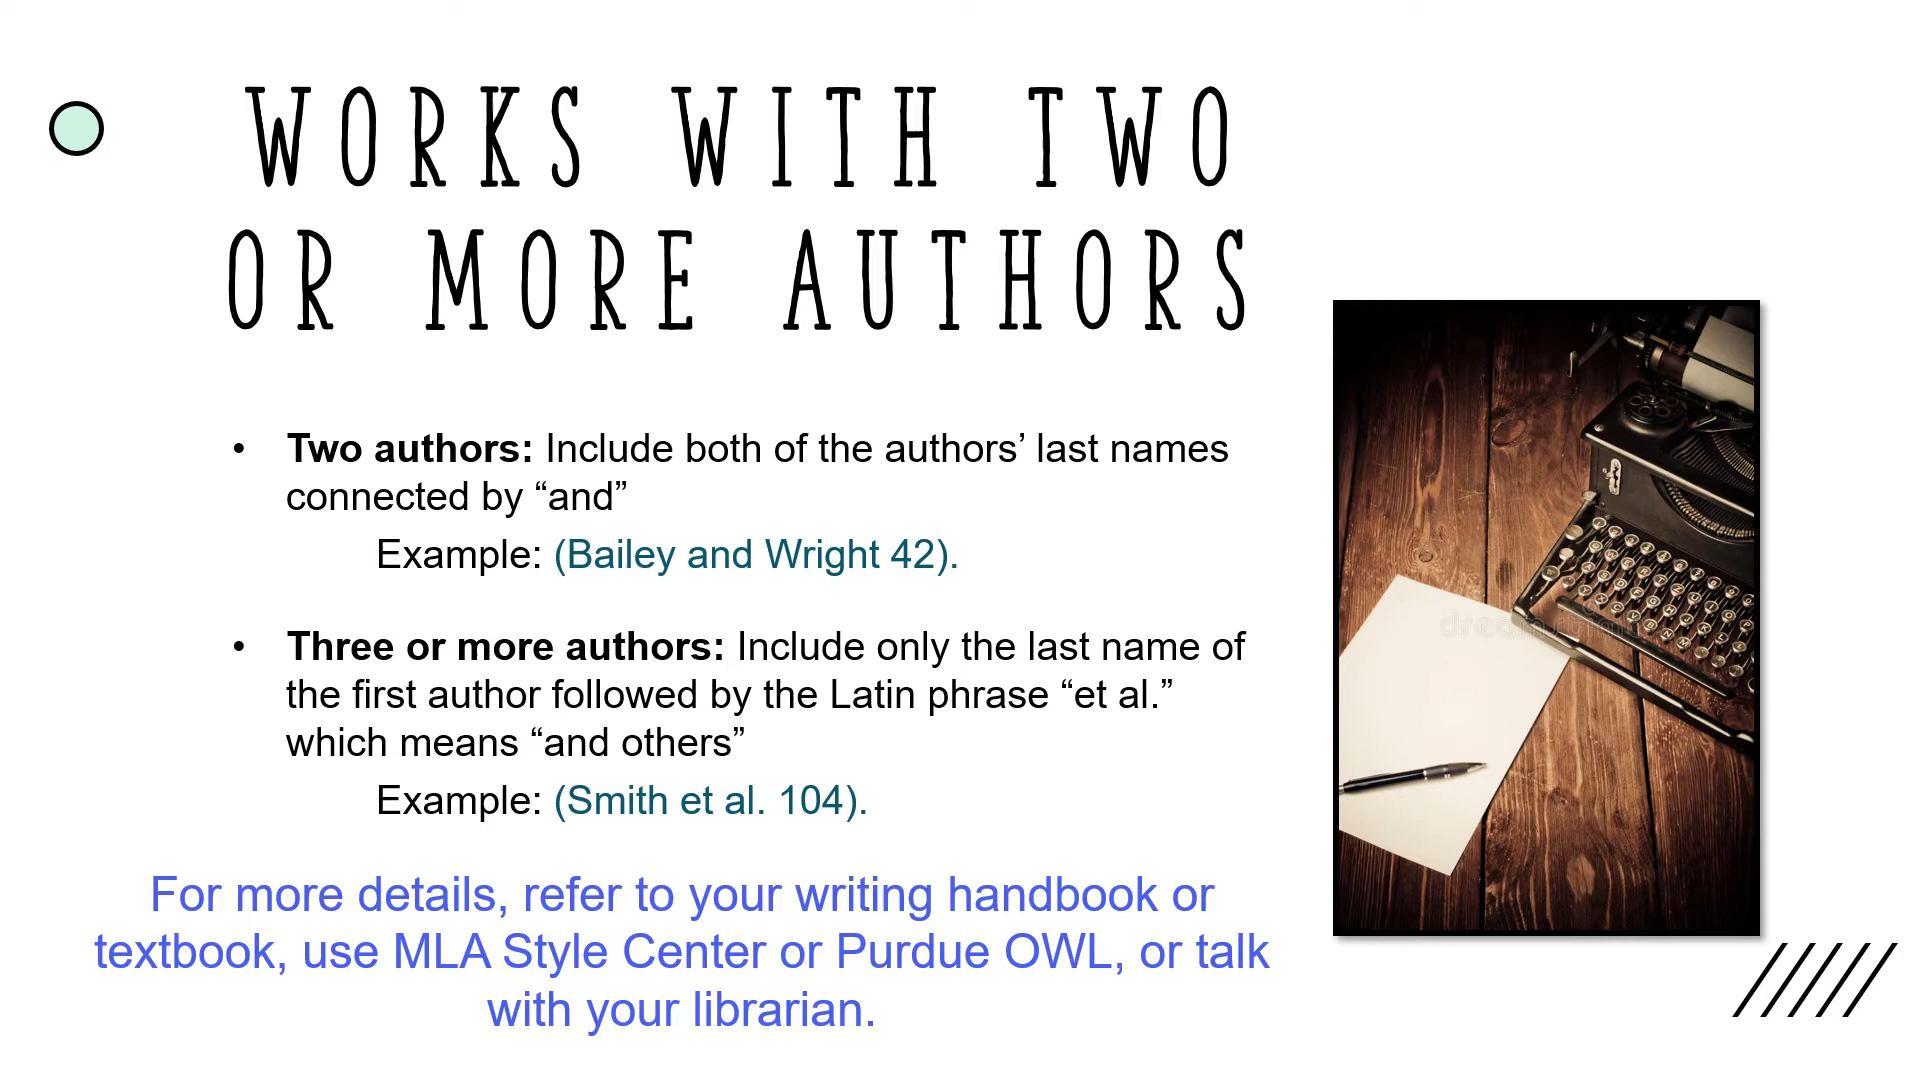 WORKS WITH TWO
OR MORE AUTHORS
• Two authors: Include both of the authors’ last names
connected by “and”
Example: (Bailey and Wright 42).
• Three or more authors: Include only the last name of
the first author followed by the Latin phrase “et al.”
which means “and others”
Example: (Smith et al. 104).
For more details, refer to your writing handbook or
textbook, use MLA Style Center or Purdue OWL, or talk
with your librarian.